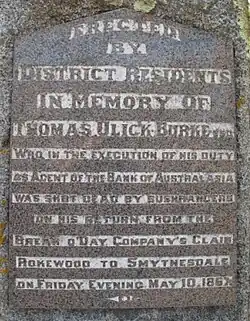 ERECTED
BY
DISTRICT RESIDENTS
IN MEMORY OF
THOMAS ULICK BURKE
WHO IN THE EXECUTION OF HIS DUTY
AS AGENT OF THE BANK OF AUSTRALASIA
WAS SHOT DEAD BY BUSHRANGERS
ON HIS RETURN FROM THE
BREAK O'DAY COMPANY'S CLAIM
ROKEWOOD TO SMYTHESDALE
ON FRIDAY EVENING MAY 10, 1867.